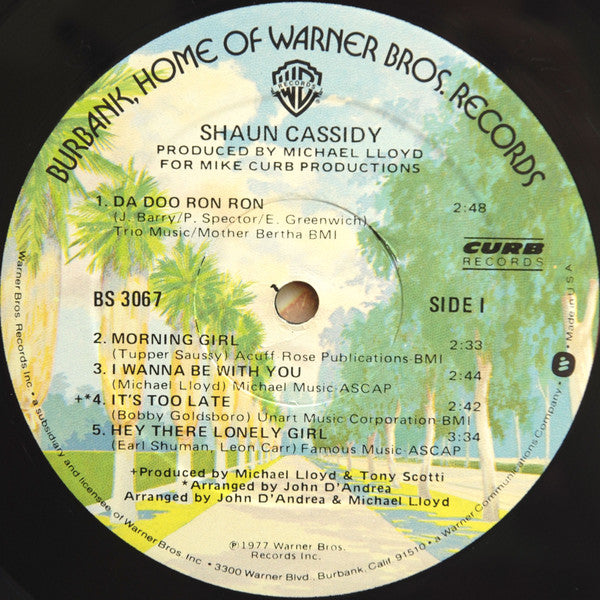 BURBANK, HOME OF WARNER BROS. RECORDS
WB
RECORDS
SHAUN CASSIDY
PRODUCED BY MICHAEL LLOYD
FOR MIKE CURB PRODUCTIONS
1. DA DOO RON RON 2:48
(J. Barry/P. Spector/E. Greenwich)
Trio Music/Mother Bertha BMI
CURB
RECORDS
BS 3067 SIDE I
2. MORNING GIRL 2:33
(Tupper Saussy) Acuff-Rose Publications-BMI
3. I WANNA BE WITH YOU 2:44
(Michael Lloyd) Michael Music-ASCAP
+*4. IT'S TOO LATE 2:42
(Bobby Goldsboro) Unart Music Corporation-BMI
5. HEY THERE LONELY GIRL 3:34
(Earl Shuman, Leon Carr) Famous Music-ASCAP
+Produced by Michael Lloyd & Tony Scotti
*Arranged by John D'Andrea
Arranged by John D'Andrea & Michael Lloyd
℗1977 Warner Bros.
Records Inc.
Warner Bros. Records Inc. • a subsidiary and licensee of Warner Bros. Inc. • 3300 Warner Blvd., Burbank, Calif. 91510 • a Warner Communications Company • Made in U.S.A.